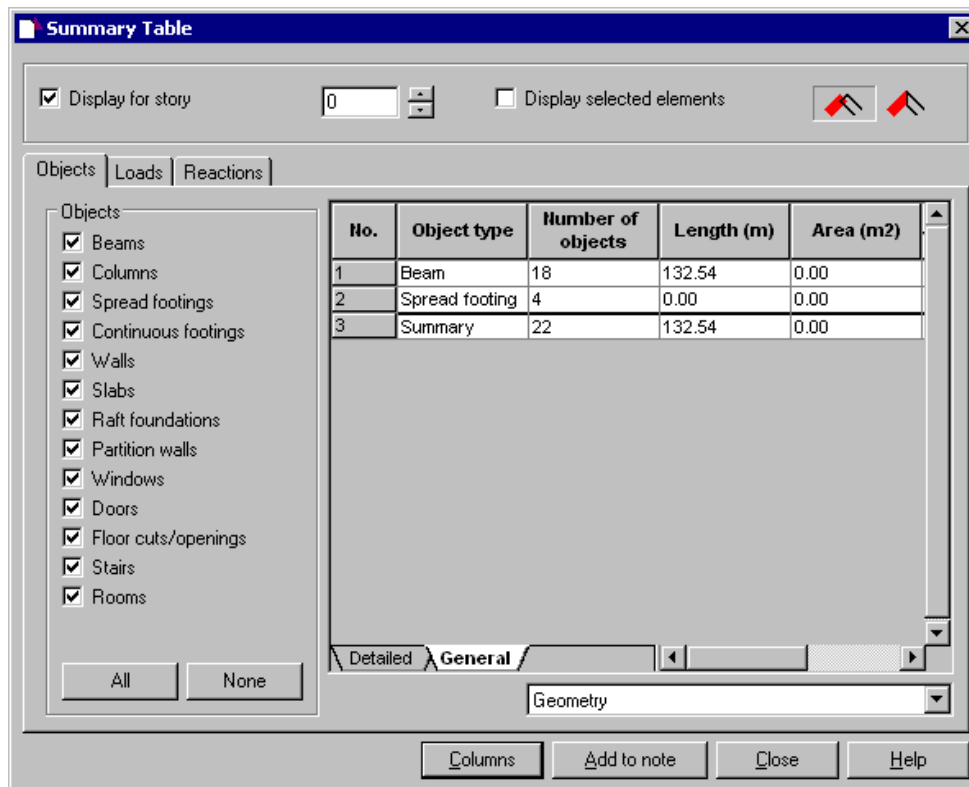 Summary Table
Display for story 0 Display selected elements
Objects Loads Reactions
Objects
Beams
Columns
Spread footings
Continuous footings
Walls
Slabs
Raft foundations
Partition walls
Windows
Doors
Floor cuts/openings
Stairs
Rooms
All None
No. Object type Number of objects Length (m) Area (m2)
1 Beam 18 132.54 0.00
2 Spread footing 4 0.00 0.00
3 Summary 22 132.54 0.00
Detailed General
Geometry
Columns Add to note Close Help